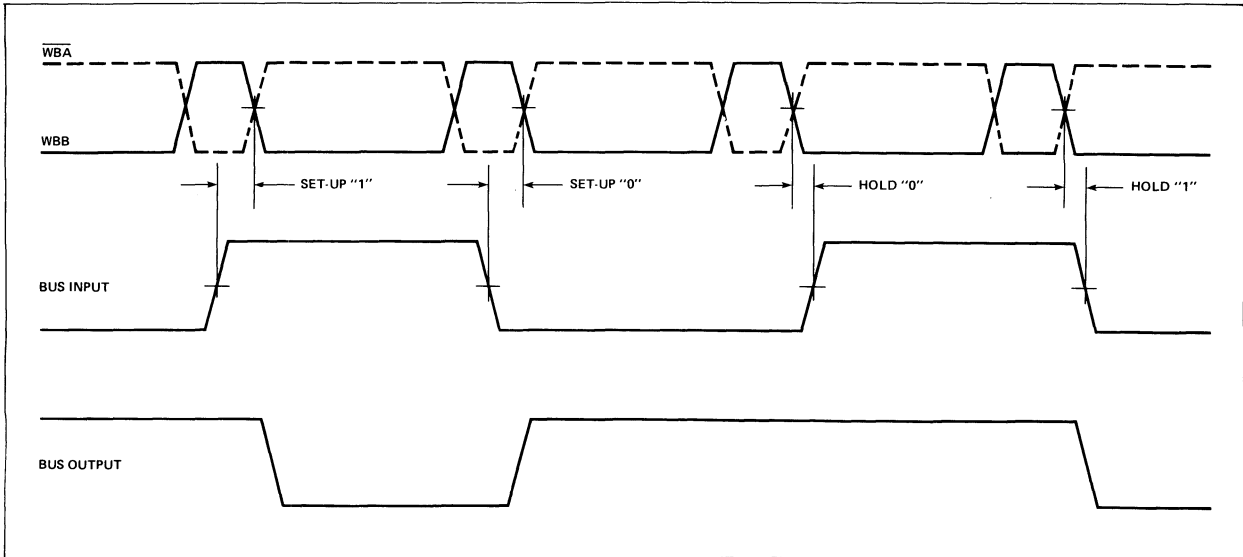 WBA
WBB
SET-UP "1"
SET-UP "0"
HOLD "0"
HOLD "1"
BUS INPUT
BUS OUTPUT